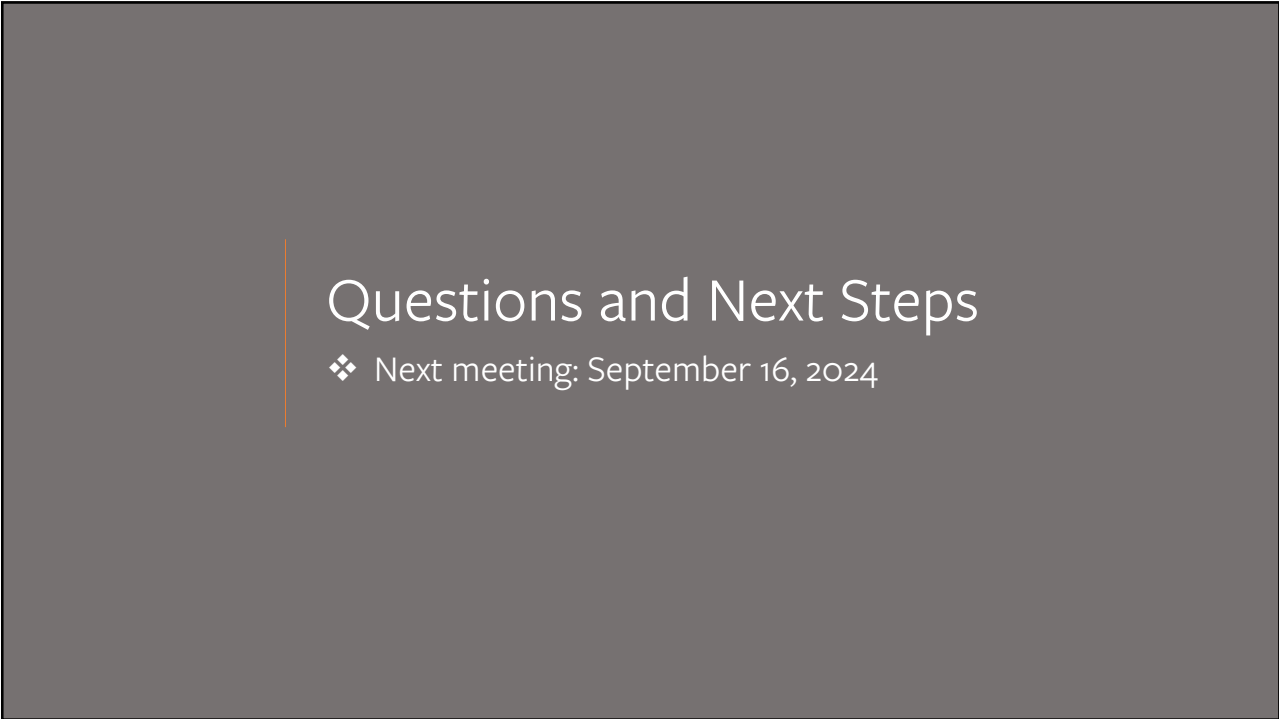 Questions and Next Steps
❖ Next meeting: September 16, 2024